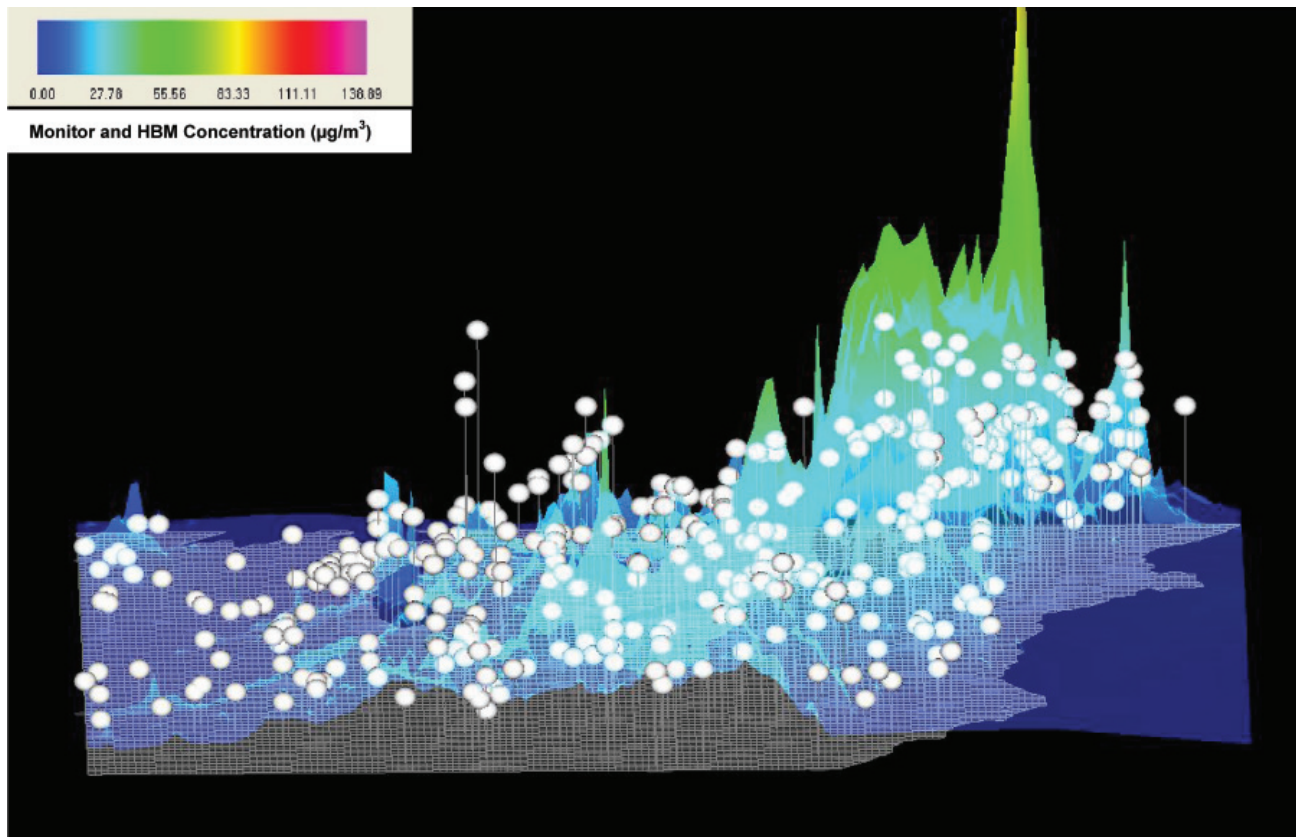 0.00 27.78 55.56 83.33 111.11 138.89
Monitor and HBM Concentration (µg/m³)